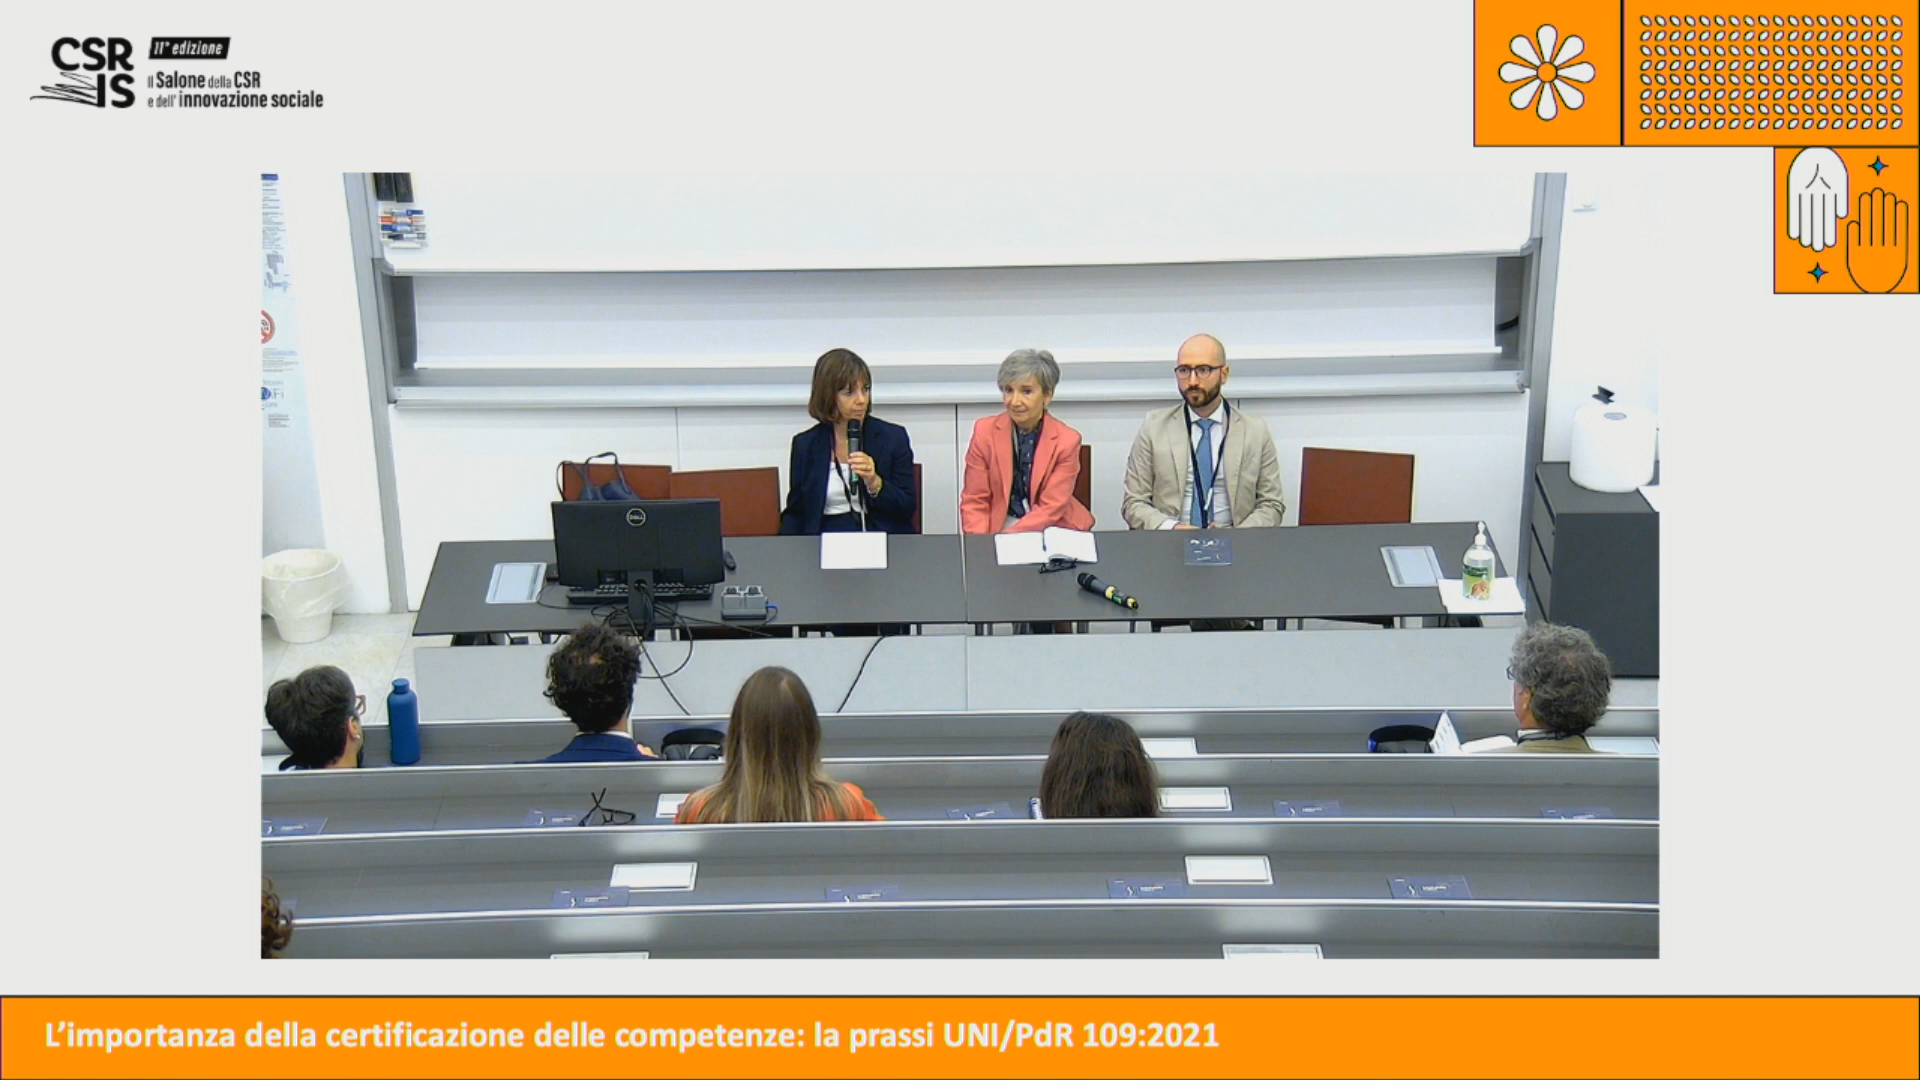 CSR
IS
11° edizione
Il Salone della CSR
e dell' innovazione sociale
DELL
L'importanza della certificazione delle competenze: la prassi UNI/PdR 109:2021